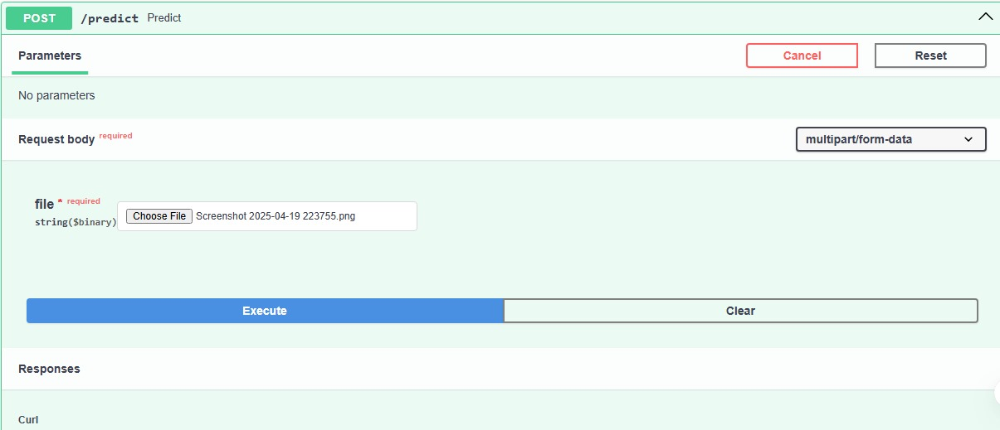 POST /predict Predict
Parameters Cancel Reset
No parameters
Request body required multipart/form-data
file * required
string($binary) Choose File Screenshot 2025-04-19 223755.png
Execute Clear
Responses
Curl